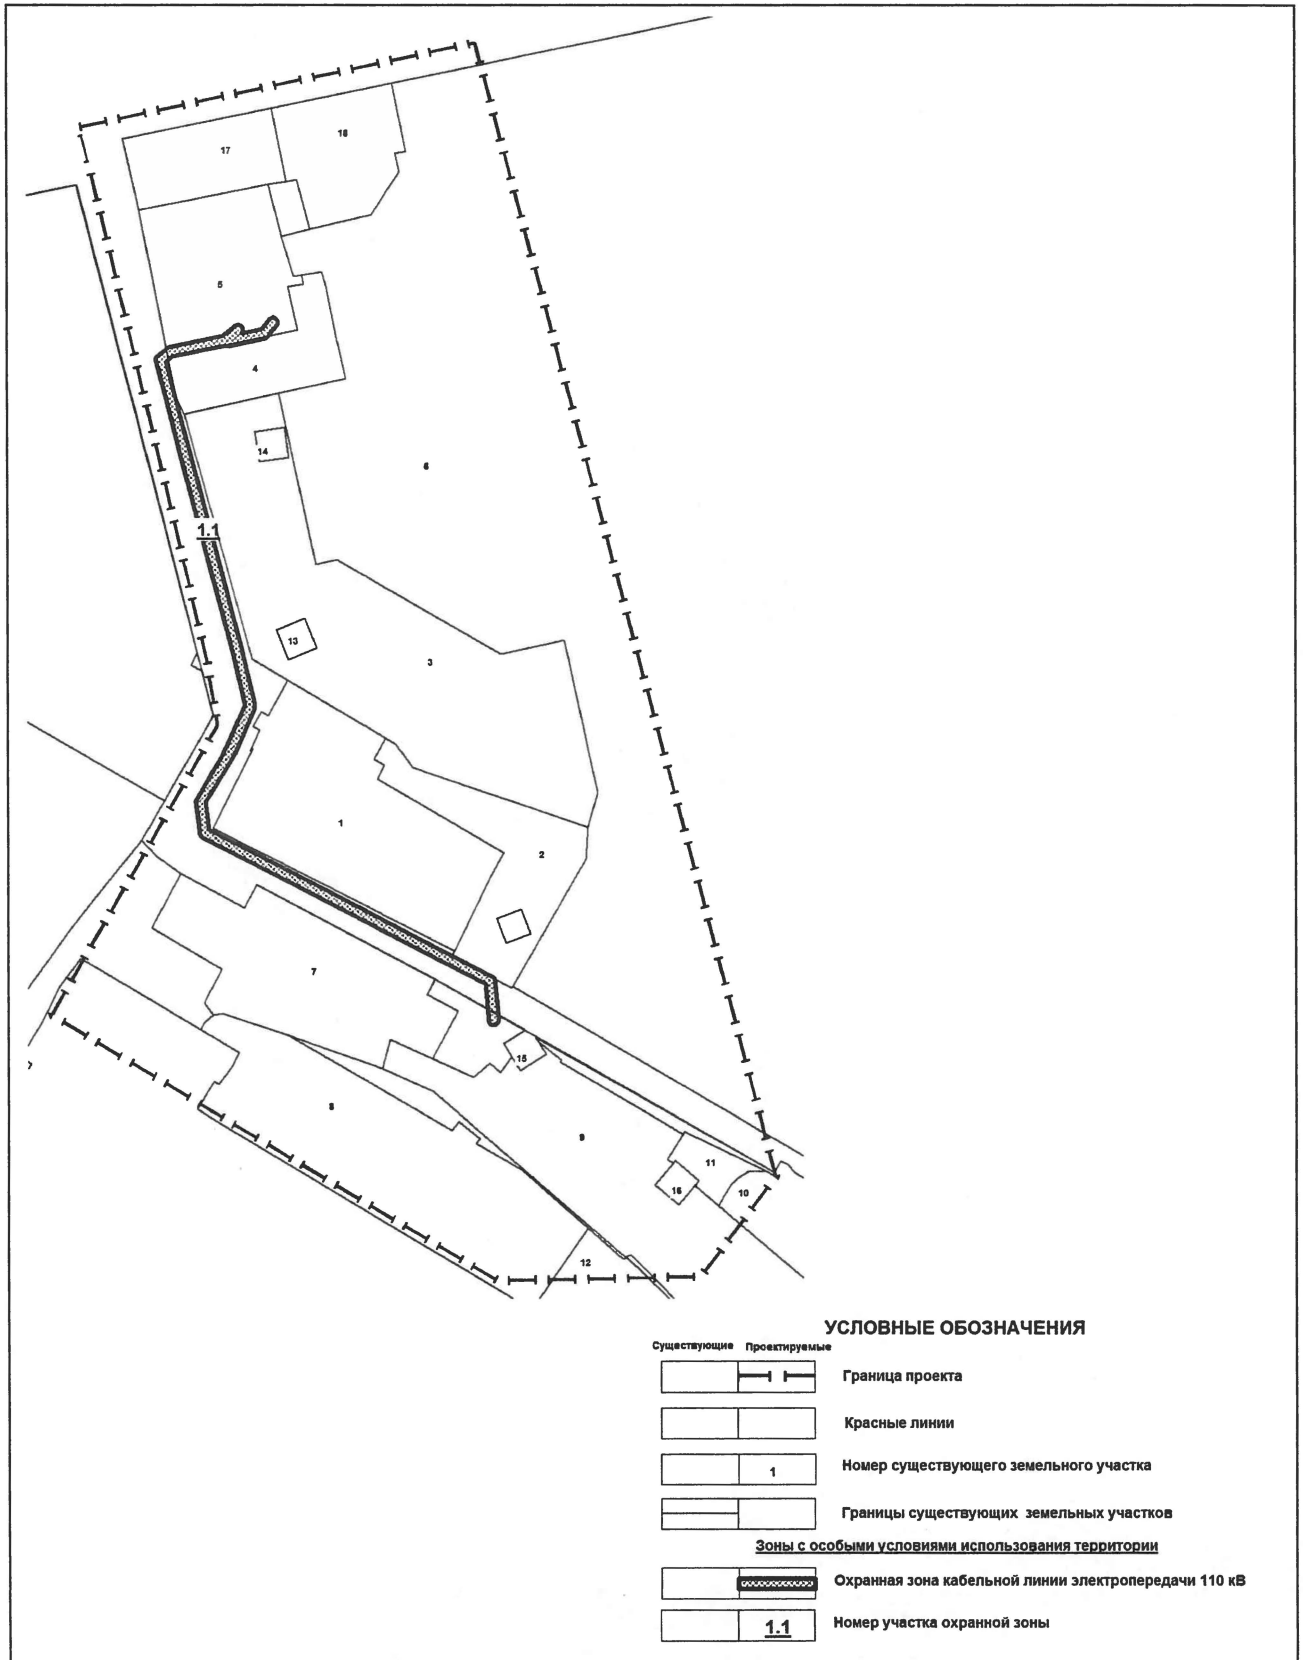 18
17
5
4
14
6
1.1
13
3
1
2
7
15
8
9
11
16
10
12
УСЛОВНЫЕ ОБОЗНАЧЕНИЯ
Существующие Проектируемые
Граница проекта
Красные линии
1 Номер существующего земельного участка
Границы существующих земельных участков
Зоны с особыми условиями использования территории
Охранная зона кабельной линии электропередачи 110 кВ
1.1 Номер участка охранной зоны